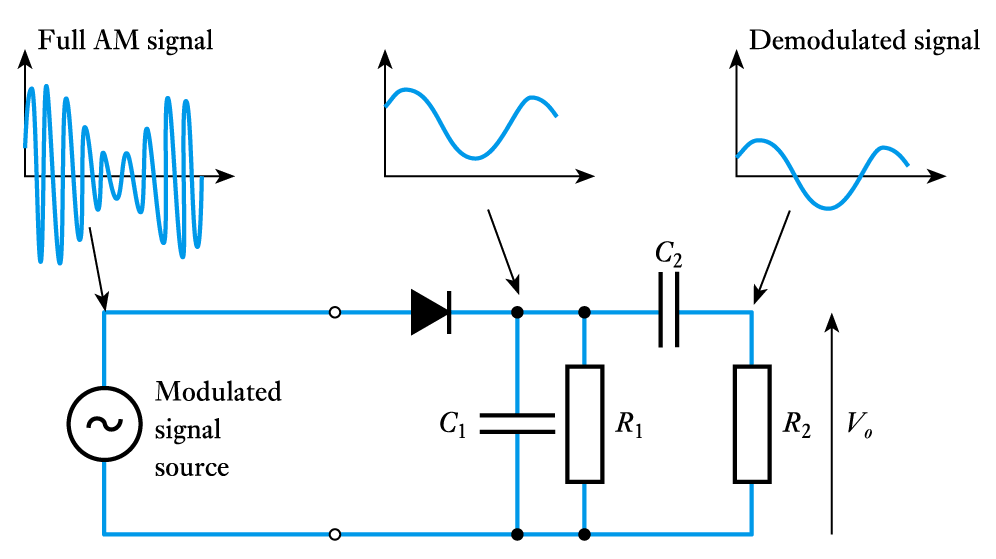 Full AM signal
Demodulated signal
C₂
Modulated
signal
source
C₁
R₁
R₂
Vₒ